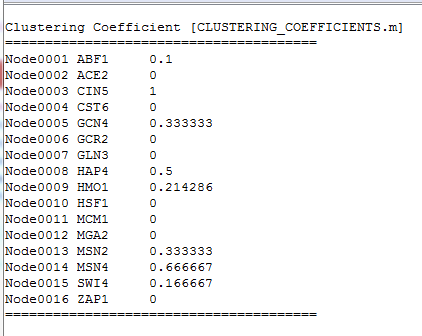 Clustering Coefficient [CLUSTERING_COEFFICIENTS.m]
=======================================
Node0001 ABF1 0.1
Node0002 ACE2 0
Node0003 CIN5 1
Node0004 CST6 0
Node0005 GCN4 0.333333
Node0006 GCR2 0
Node0007 GLN3 0
Node0008 HAP4 0.5
Node0009 HMO1 0.214286
Node0010 HSF1 0
Node0011 MCM1 0
Node0012 MGA2 0
Node0013 MSN2 0.333333
Node0014 MSN4 0.666667
Node0015 SWI4 0.166667
Node0016 ZAP1 0
=======================================